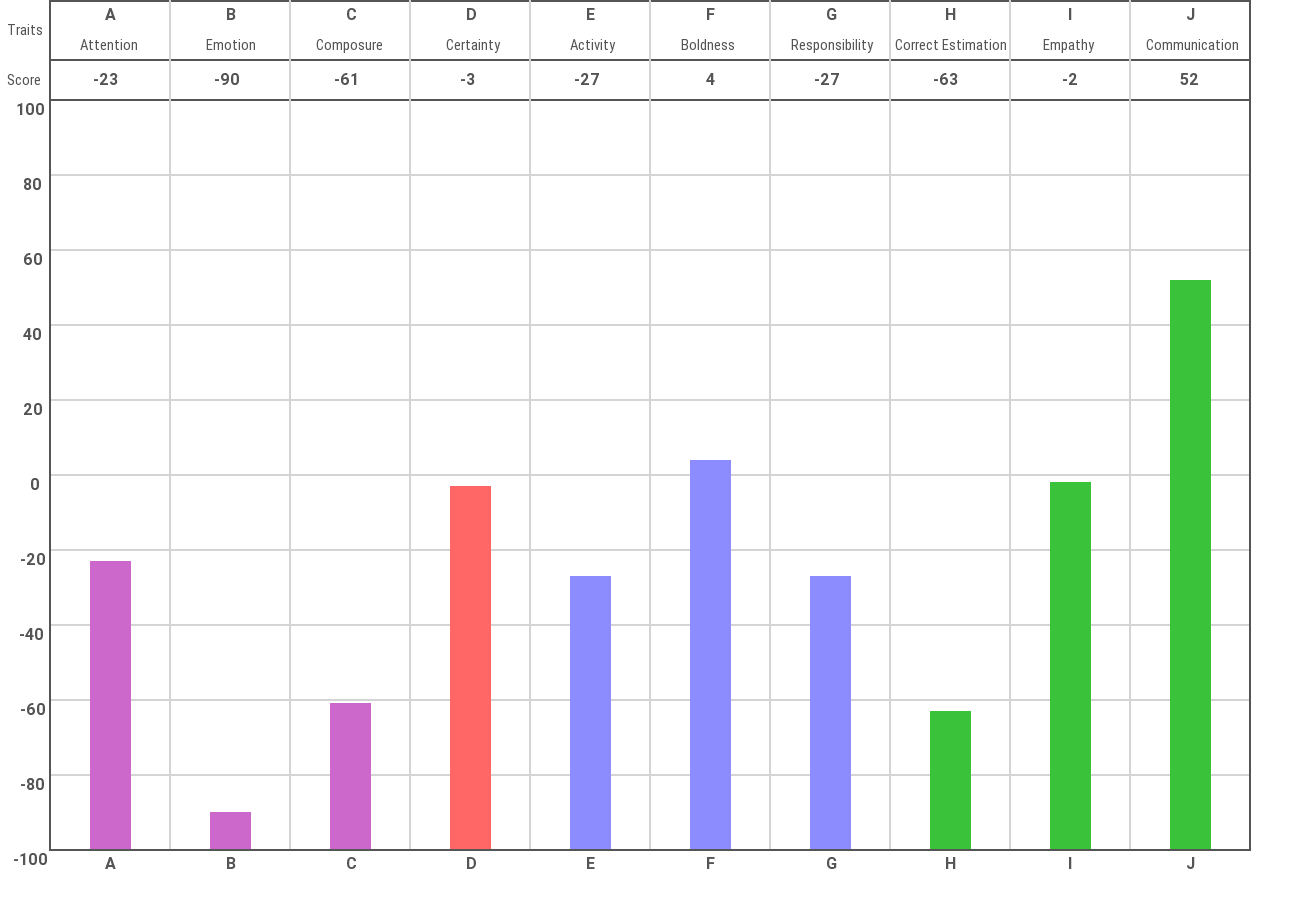 Traits
A B C D E F G H I J
Attention Emotion Composure Certainty Activity Boldness Responsibility Correct Estimation Empathy Communication
Score -23 -90 -61 -3 -27 4 -27 -63 -2 52
100
80
60
40
20
0
-20
-40
-60
-80
-100
A B C D E F G H I J